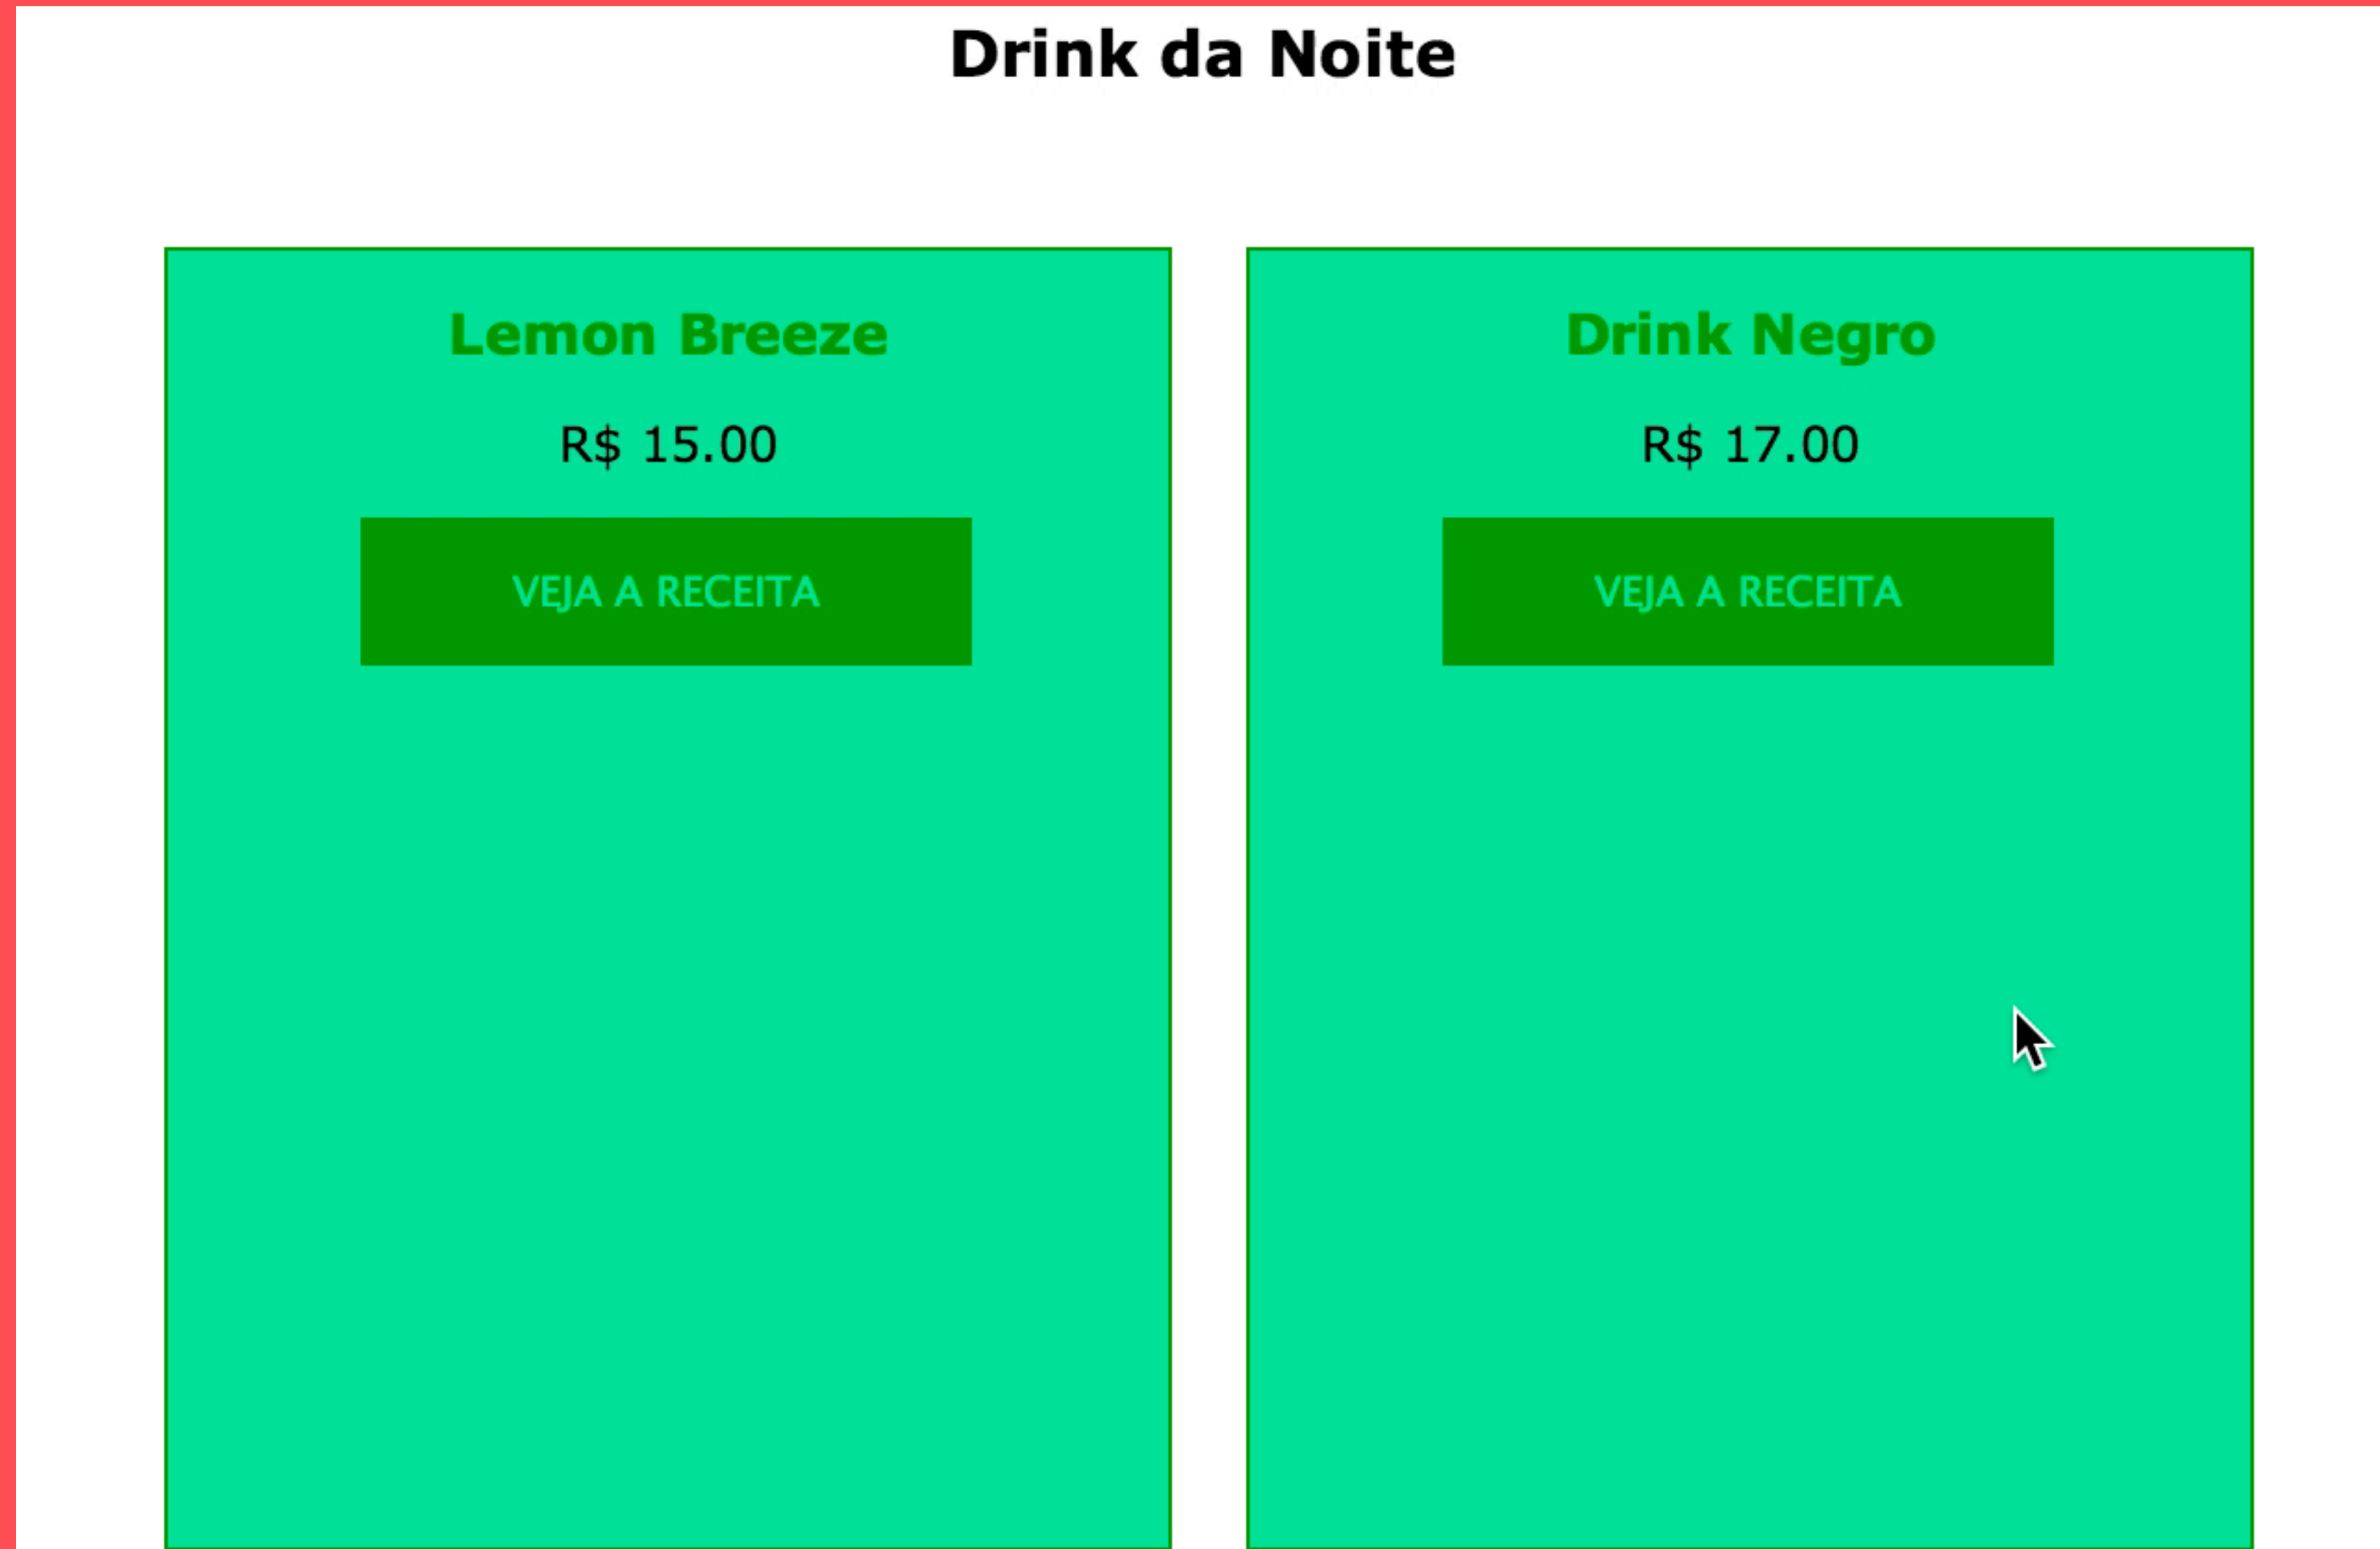 Drink da Noite
Lemon Breeze
R$ 15.00
VEJA A RECEITA
Drink Negro
R$ 17.00
VEJA A RECEITA